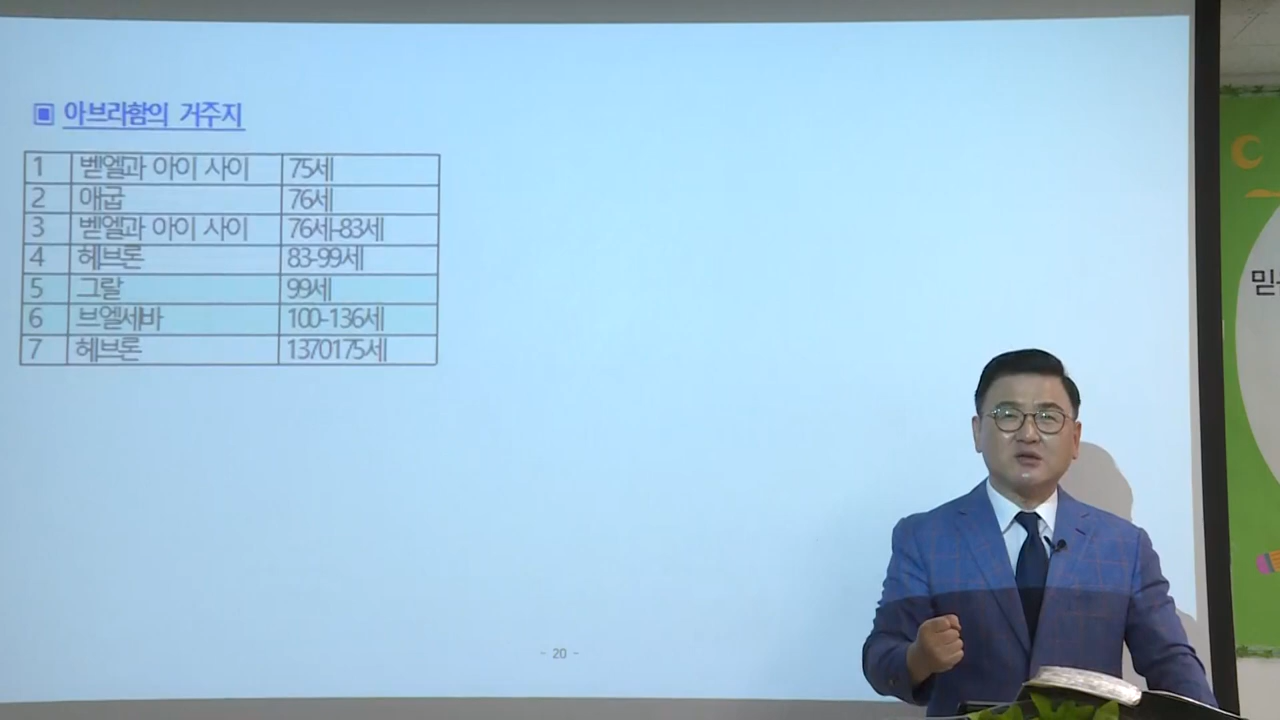 ▣ 아브라함의 거주지
1 벧엘과 아이 사이 75세
2 애굽 76세
3 벧엘과 아이 사이 76세-83세
4 헤브론 83-99세
5 그랄 99세
6 브엘세바 100-136세
7 헤브론 1370175세
- 20 -
믿